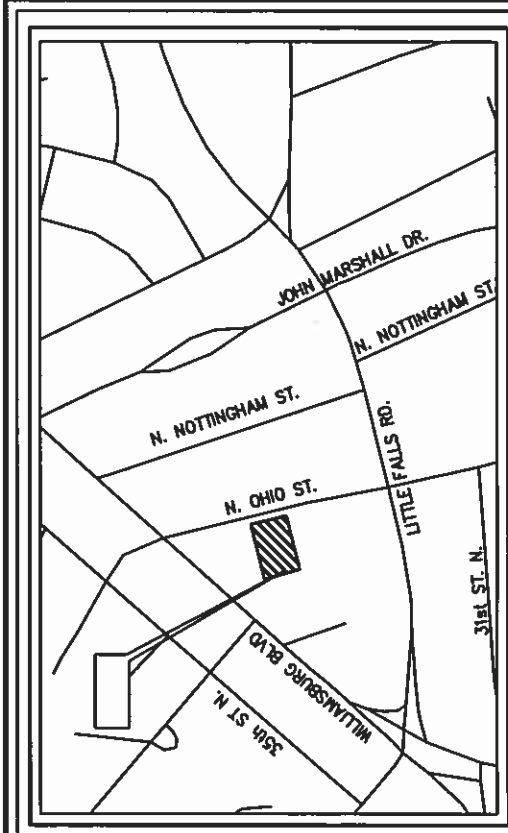 JOHN MARSHALL DR.
N. NOTTINGHAM ST.
N. NOTTINGHAM ST.
LITTLE FALLS RD.
N. OHIO ST.
31st ST. N.
WILLIAMSBURG BLVD
35th ST N.